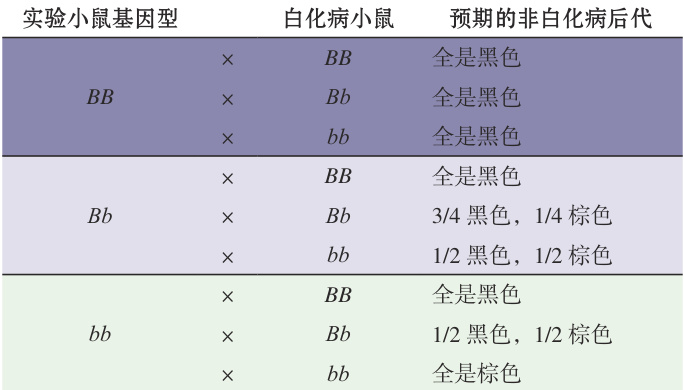 实验小鼠基因型 白化病小鼠 预期的非白化病后代
× BB 全是黑色
BB × Bb 全是黑色
× bb 全是黑色
× BB 全是黑色
Bb × Bb 3/4 黑色，1/4 棕色
× bb 1/2 黑色，1/2 棕色
× BB 全是黑色
bb × Bb 1/2 黑色，1/2 棕色
× bb 全是棕色